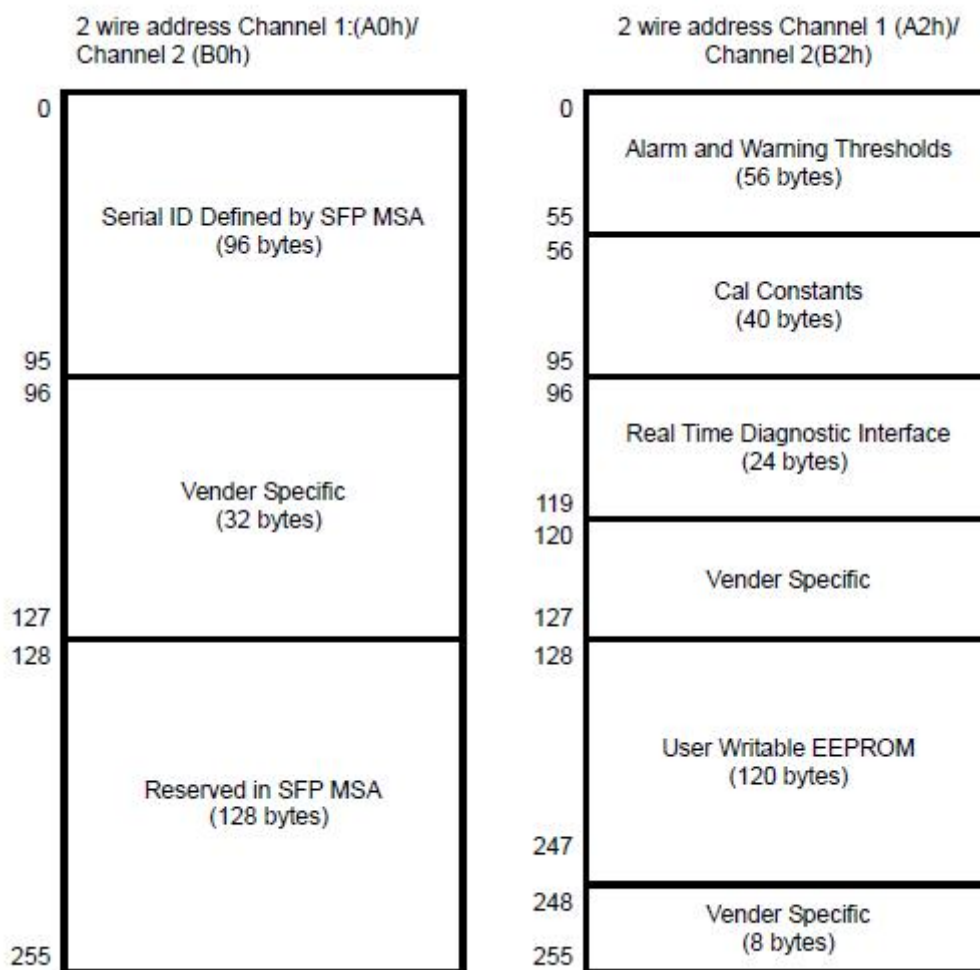 2 wire address Channel 1:(A0h)/
Channel 2 (B0h)
0
Serial ID Defined by SFP MSA
(96 bytes)
95
96
Vender Specific
(32 bytes)
127
128
Reserved in SFP MSA
(128 bytes)
255
2 wire address Channel 1 (A2h)/
Channel 2(B2h)
0
Alarm and Warning Thresholds
(56 bytes)
55
56
Cal Constants
(40 bytes)
95
96
Real Time Diagnostic Interface
(24 bytes)
119
120
Vender Specific
127
128
User Writable EEPROM
(120 bytes)
247
248
Vender Specific
(8 bytes)
255